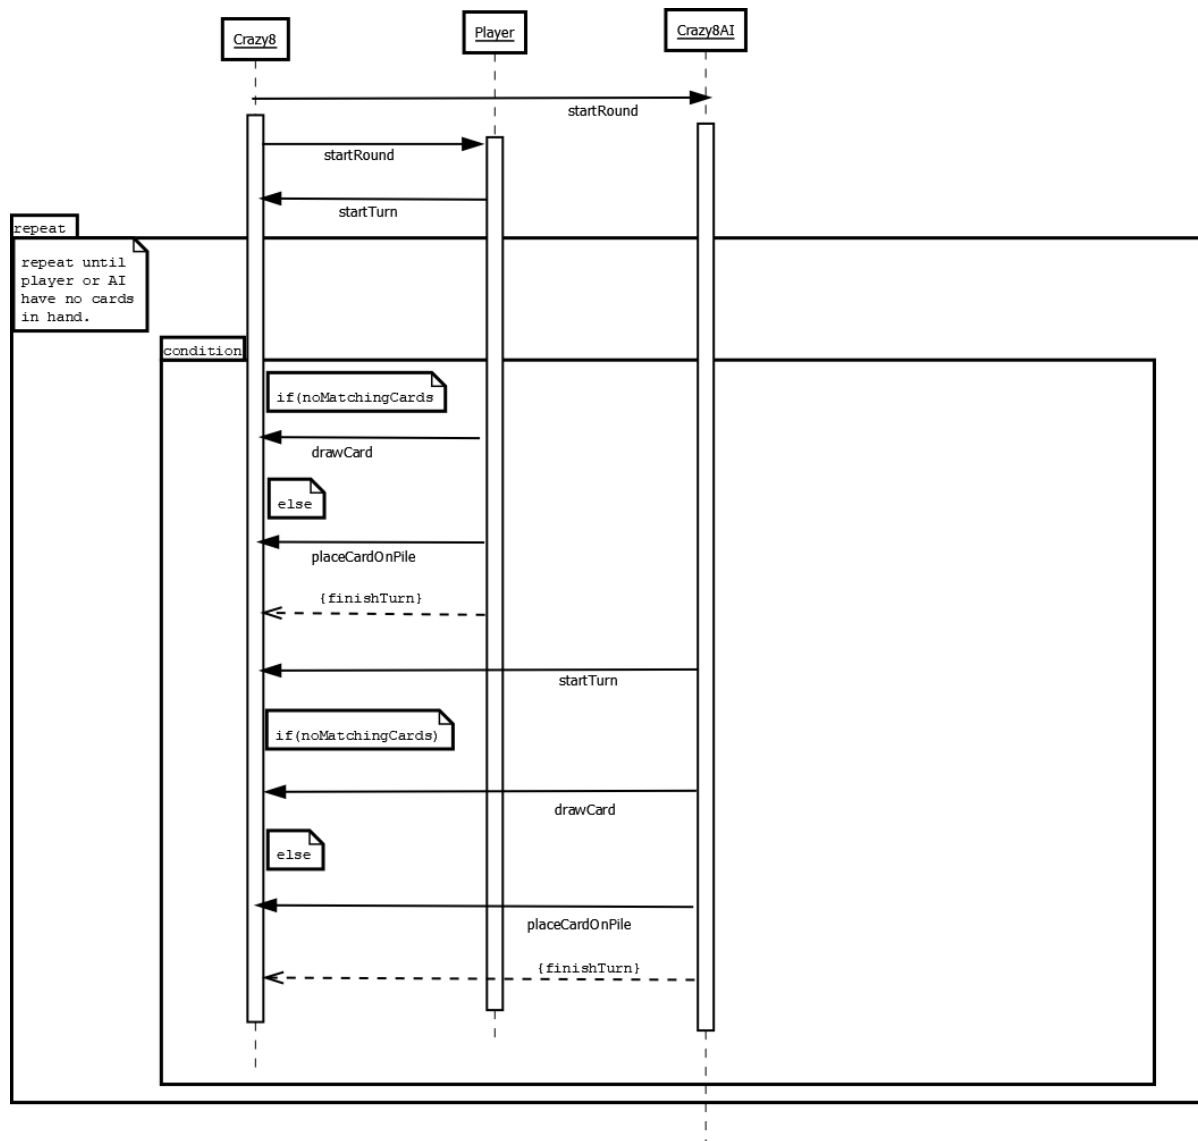 Crazy8
Player
Crazy8AI
startRound
startRound
startTurn
repeat
repeat until
player or AI
have no cards
in hand.
condition
if(noMatchingCards
drawCard
else
placeCardOnPile
{finishTurn}
startTurn
if(noMatchingCards)
drawCard
else
placeCardOnPile
{finishTurn}